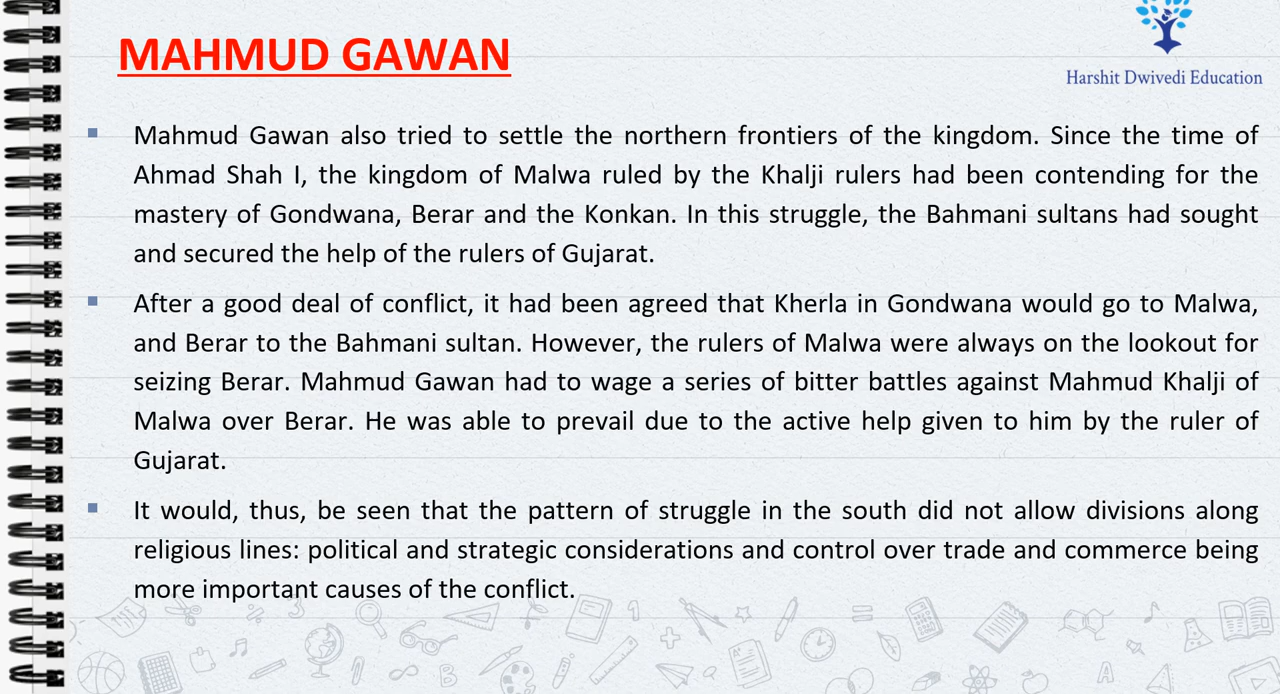 MAHMUD GAWAN
Harshit Dwivedi Education
▪ Mahmud Gawan also tried to settle the northern frontiers of the kingdom. Since the time of
Ahmad Shah I, the kingdom of Malwa ruled by the Khalji rulers had been contending for the
mastery of Gondwana, Berar and the Konkan. In this struggle, the Bahmani sultans had sought
and secured the help of the rulers of Gujarat.
▪ After a good deal of conflict, it had been agreed that Kherla in Gondwana would go to Malwa,
and Berar to the Bahmani sultan. However, the rulers of Malwa were always on the lookout for
seizing Berar. Mahmud Gawan had to wage a series of bitter battles against Mahmud Khalji of
Malwa over Berar. He was able to prevail due to the active help given to him by the ruler of
Gujarat.
▪ It would, thus, be seen that the pattern of struggle in the south did not allow divisions along
religious lines: political and strategic considerations and control over trade and commerce being
more important causes of the conflict.